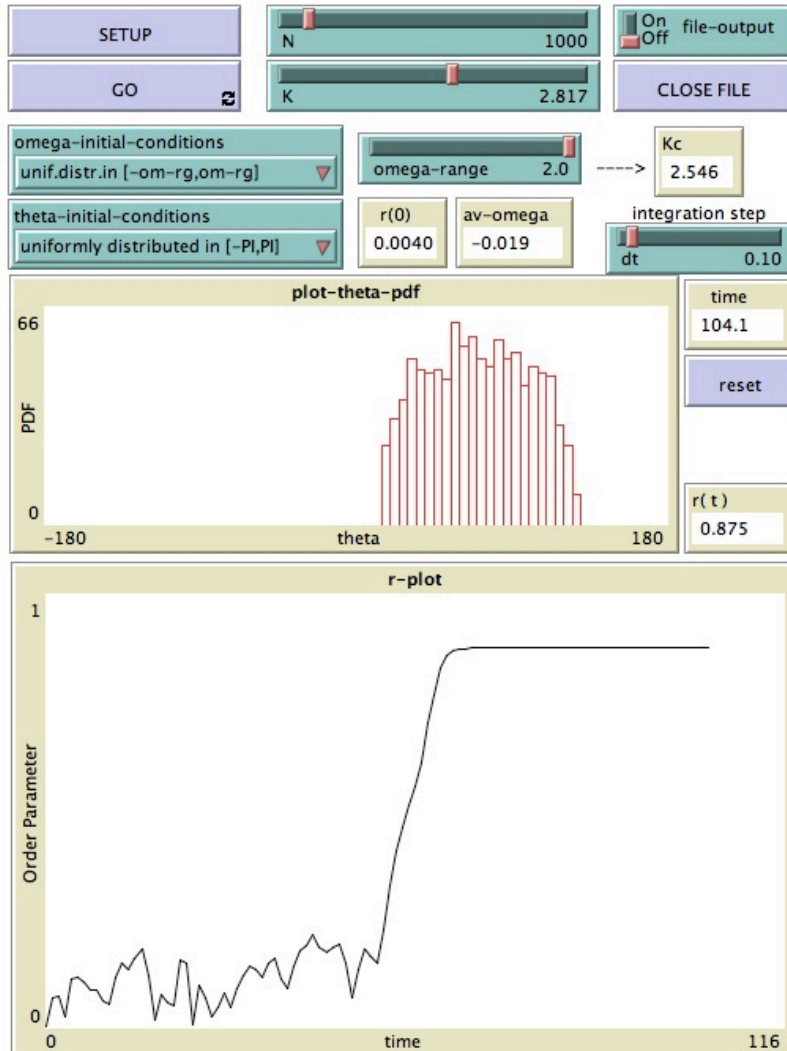 SETUP
N 1000
On
Off
file-output
GO
K 2.817
CLOSE FILE
omega-initial-conditions
unif.distr.in [-om-rg,om-rg]
omega-range 2.0
---->
Kc
2.546
theta-initial-conditions
uniformly distributed in [-PI,PI]
r(0)
0.0040
av-omega
-0.019
integration step
dt 0.10
plot-theta-pdf
66
PDF
0
-180 theta 180
time
104.1
reset
r( t )
0.875
r-plot
1
Order Parameter
0
0 time 116